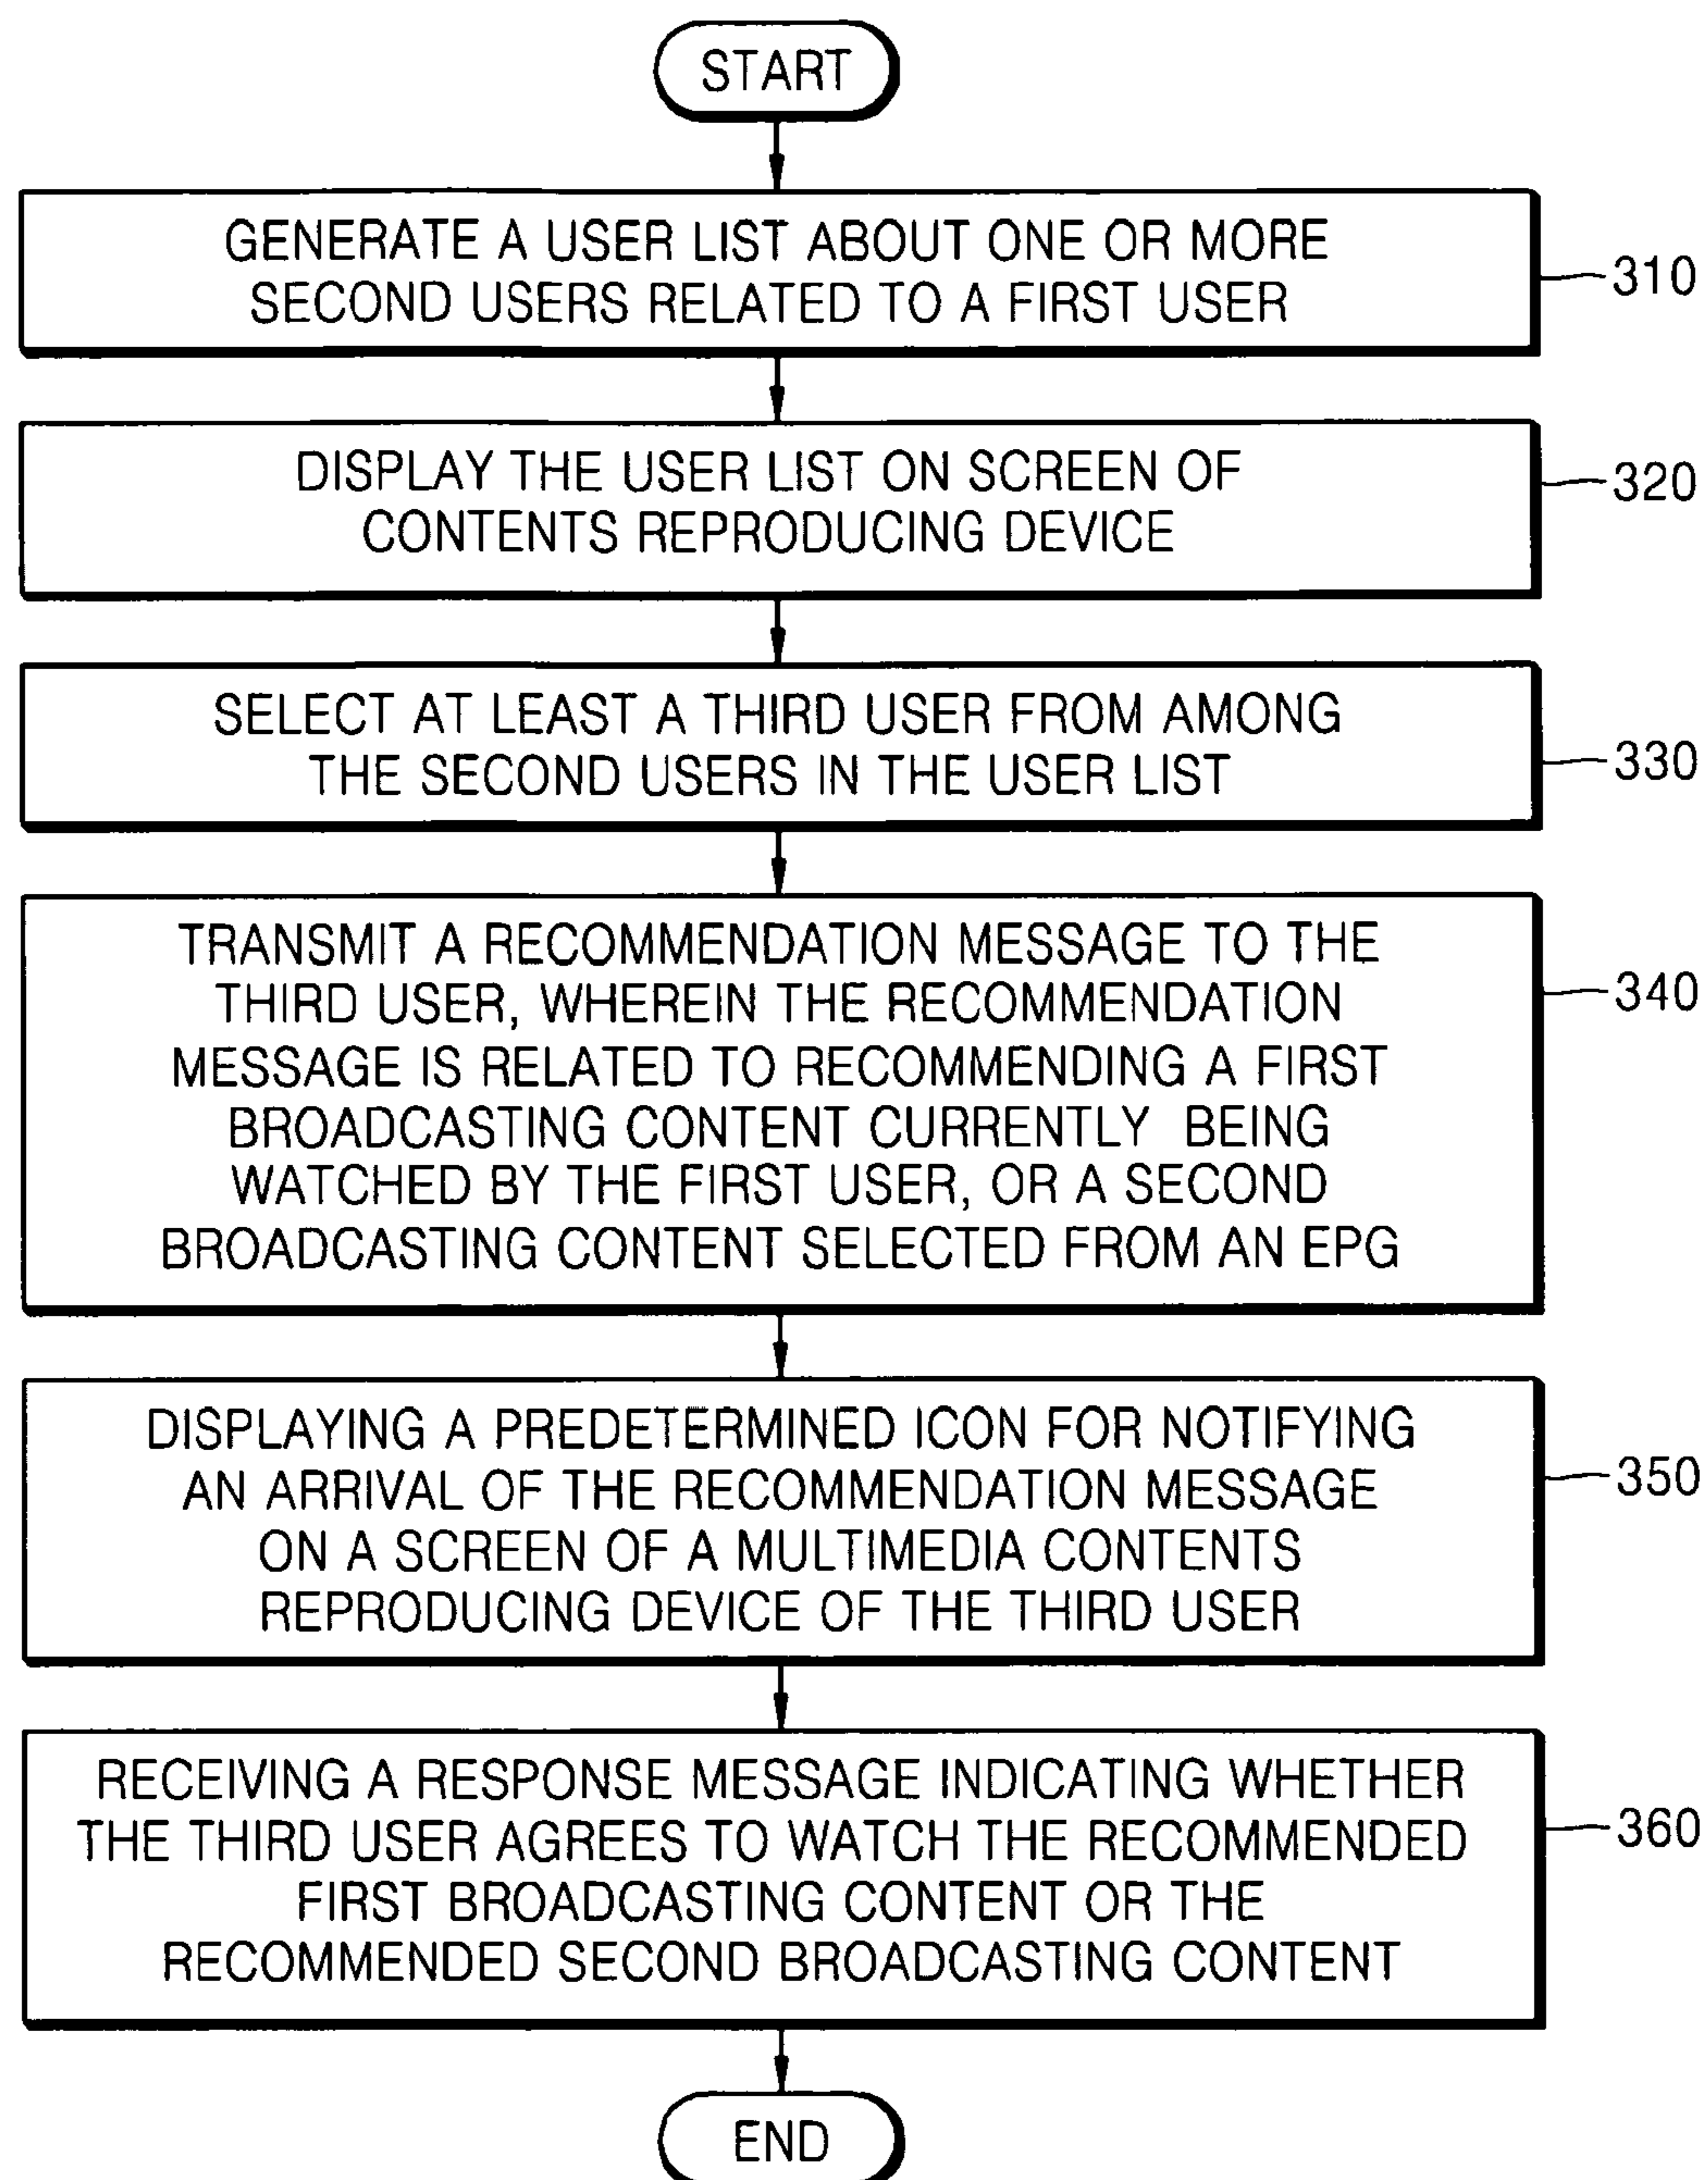 START
GENERATE A USER LIST ABOUT ONE OR MORE
SECOND USERS RELATED TO A FIRST USER
310
DISPLAY THE USER LIST ON SCREEN OF
CONTENTS REPRODUCING DEVICE
320
SELECT AT LEAST A THIRD USER FROM AMONG
THE SECOND USERS IN THE USER LIST
330
TRANSMIT A RECOMMENDATION MESSAGE TO THE
THIRD USER, WHEREIN THE RECOMMENDATION
MESSAGE IS RELATED TO RECOMMENDING A FIRST
BROADCASTING CONTENT CURRENTLY BEING
WATCHED BY THE FIRST USER, OR A SECOND
BROADCASTING CONTENT SELECTED FROM AN EPG
340
DISPLAYING A PREDETERMINED ICON FOR NOTIFYING
AN ARRIVAL OF THE RECOMMENDATION MESSAGE
ON A SCREEN OF A MULTIMEDIA CONTENTS
REPRODUCING DEVICE OF THE THIRD USER
350
RECEIVING A RESPONSE MESSAGE INDICATING WHETHER
THE THIRD USER AGREES TO WATCH THE RECOMMENDED
FIRST BROADCASTING CONTENT OR THE
RECOMMENDED SECOND BROADCASTING CONTENT
360
END